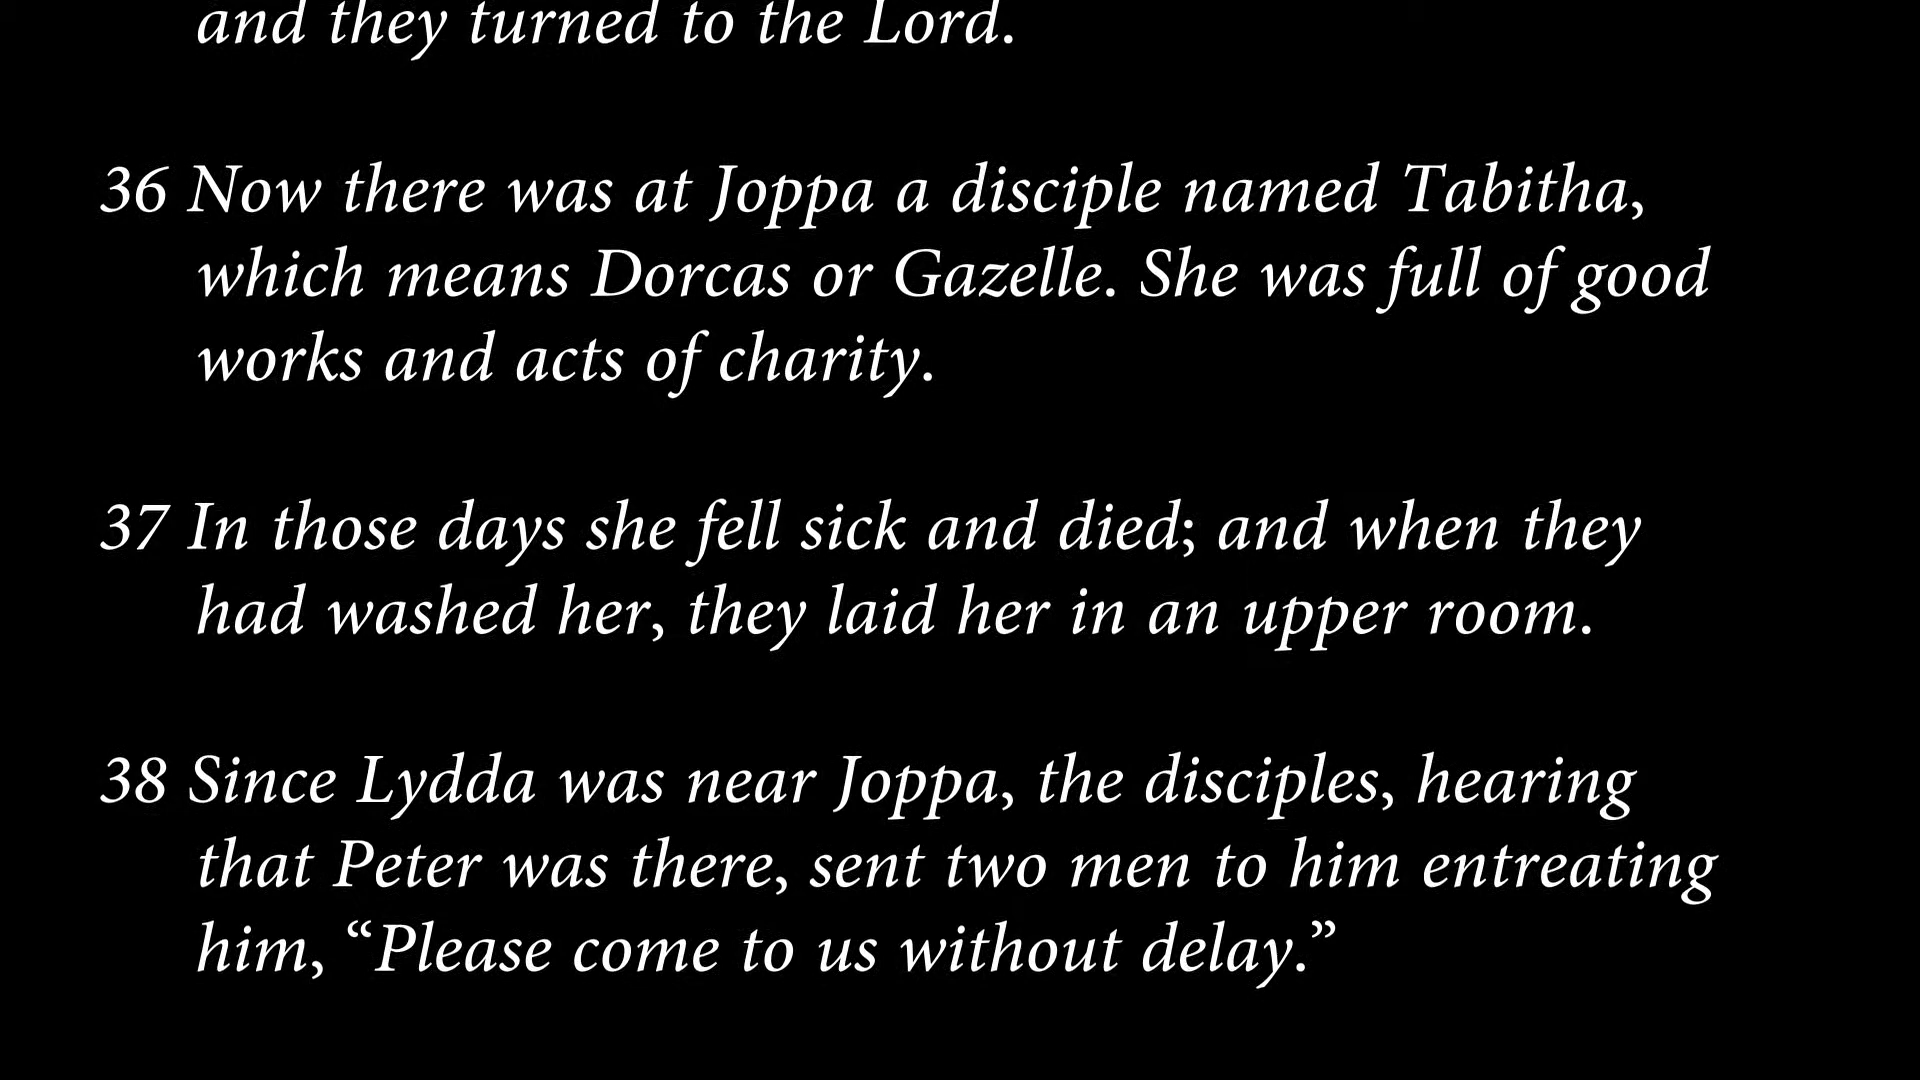 and they turned to the Lord.
36 Now there was at Joppa a disciple named Tabitha,
which means Dorcas or Gazelle. She was full of good
works and acts of charity.
37 In those days she fell sick and died; and when they
had washed her, they laid her in an upper room.
38 Since Lydda was near Joppa, the disciples, hearing
that Peter was there, sent two men to him entreating
him, “Please come to us without delay.”